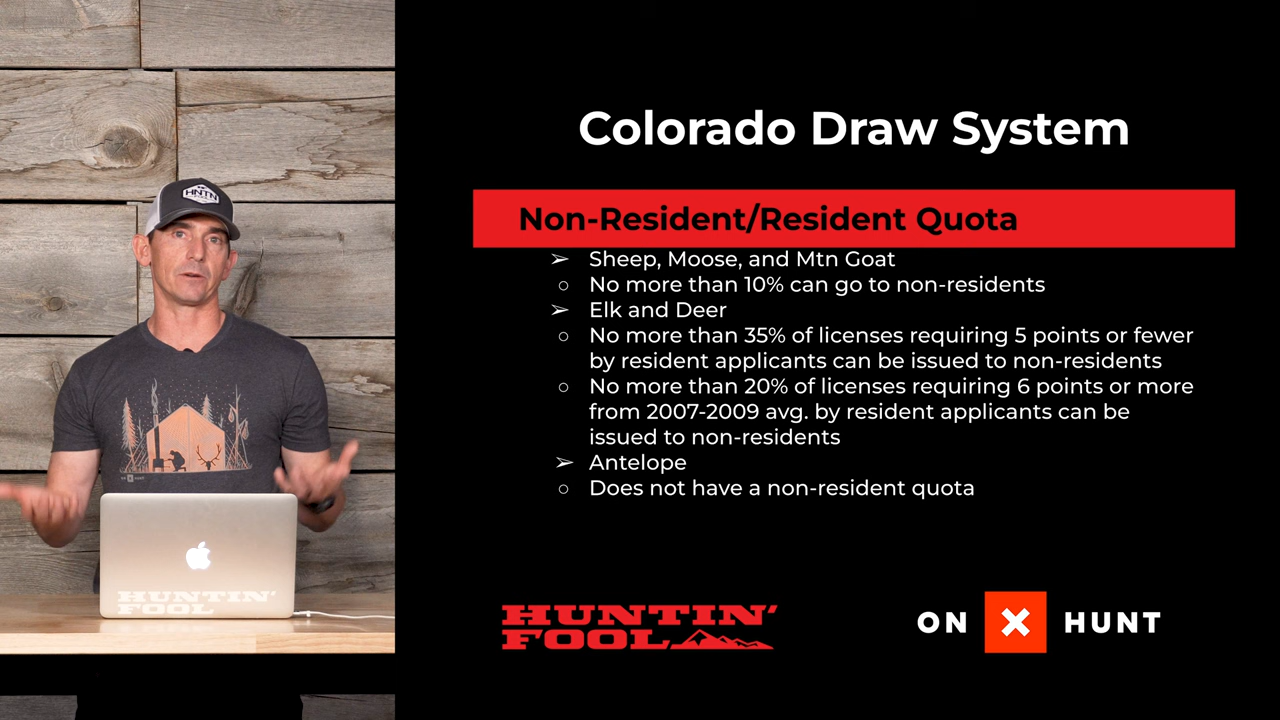 HNTN
HUNTIN'
FOOL
Colorado Draw System
Non-Resident/Resident Quota
➢ Sheep, Moose, and Mtn Goat
○ No more than 10% can go to non-residents
➢ Elk and Deer
○ No more than 35% of licenses requiring 5 points or fewer
by resident applicants can be issued to non-residents
○ No more than 20% of licenses requiring 6 points or more
from 2007-2009 avg. by resident applicants can be
issued to non-residents
➢ Antelope
○ Does not have a non-resident quota
HUNTIN'
FOOL
ON X HUNT